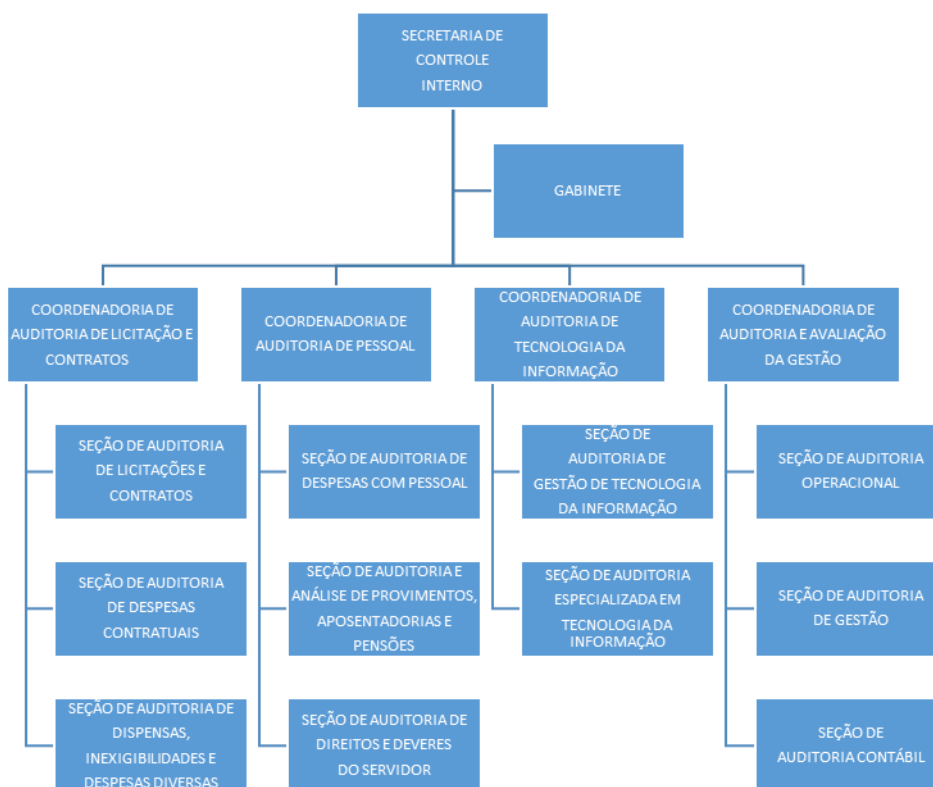 SECRETARIA DE
CONTROLE
INTERNO
GABINETE
COORDENADORIA DE
AUDITORIA DE LICITAÇÃO E
CONTRATOS
COORDENADORIA DE
AUDITORIA DE PESSOAL
COORDENADORIA DE
AUDITORIA DE
TECNOLOGIA DA
INFORMAÇÃO
COORDENADORIA DE
AUDITORIA E AVALIAÇÃO
DA GESTÃO
SEÇÃO DE AUDITORIA
DE LICITAÇÕES E
CONTRATOS
SEÇÃO DE AUDITORIA DE
DESPESAS COM PESSOAL
SEÇÃO DE
AUDITORIA DE
GESTÃO DE TECNOLOGIA
DA INFORMAÇÃO
SEÇÃO DE AUDITORIA
OPERACIONAL
SEÇÃO DE AUDITORIA
DE DESPESAS
CONTRATUAIS
SEÇÃO DE AUDITORIA E
ANÁLISE DE PROVIMENTOS,
APOSENTADORIAS E
PENSÕES
SEÇÃO DE AUDITORIA
ESPECIALIZADA EM
TECNOLOGIA DA
INFORMAÇÃO
SEÇÃO DE AUDITORIA
DE GESTÃO
SEÇÃO DE AUDITORIA DE
DISPENSAS,
INEXIGIBILIDADES E
DESPESAS DIVERSAS
SEÇÃO DE AUDITORIA DE
DIREITOS E DEVERES
DO SERVIDOR
SEÇÃO DE
AUDITORIA CONTÁBIL